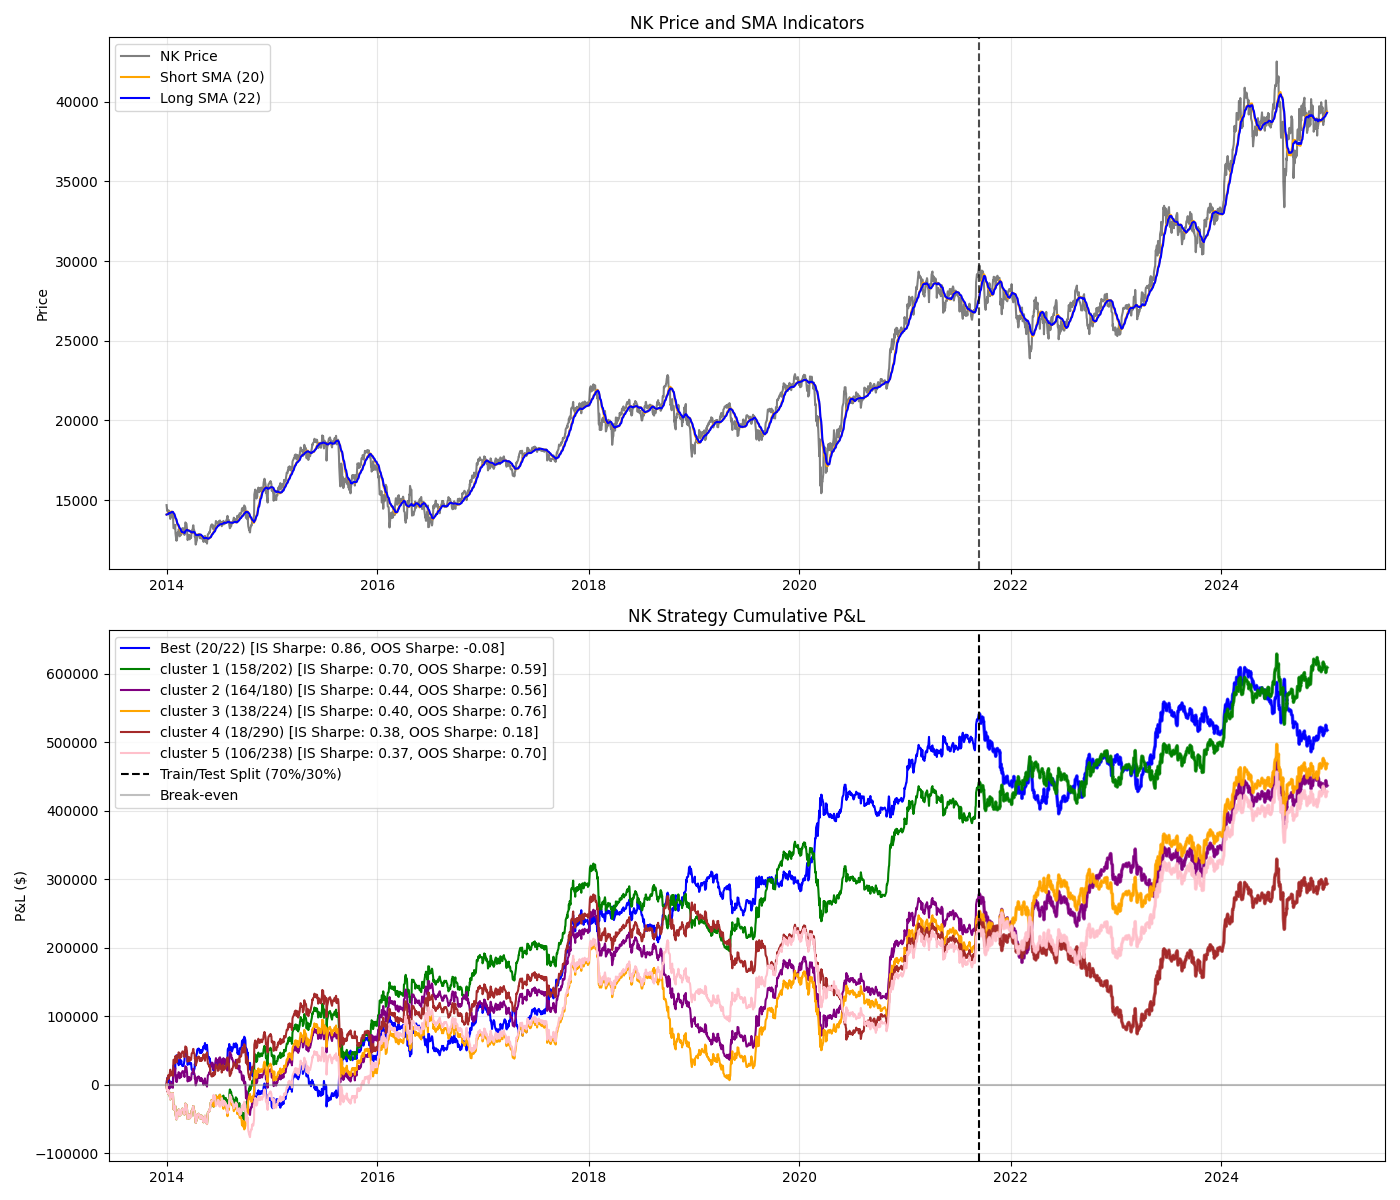 NK Price and SMA Indicators
NK Price
Short SMA (20)
Long SMA (22)
Price
40000
35000
30000
25000
20000
15000
2014
2016
2018
2020
2022
2024
NK Strategy Cumulative P&L
Best (20/22) [IS Sharpe: 0.86, OOS Sharpe: -0.08]
cluster 1 (158/202) [IS Sharpe: 0.70, OOS Sharpe: 0.59]
cluster 2 (164/180) [IS Sharpe: 0.44, OOS Sharpe: 0.56]
cluster 3 (138/224) [IS Sharpe: 0.40, OOS Sharpe: 0.76]
cluster 4 (18/290) [IS Sharpe: 0.38, OOS Sharpe: 0.18]
cluster 5 (106/238) [IS Sharpe: 0.37, OOS Sharpe: 0.70]
Train/Test Split (70%/30%)
Break-even
P&L ($)
600000
500000
400000
300000
200000
100000
0
−100000
2014
2016
2018
2020
2022
2024